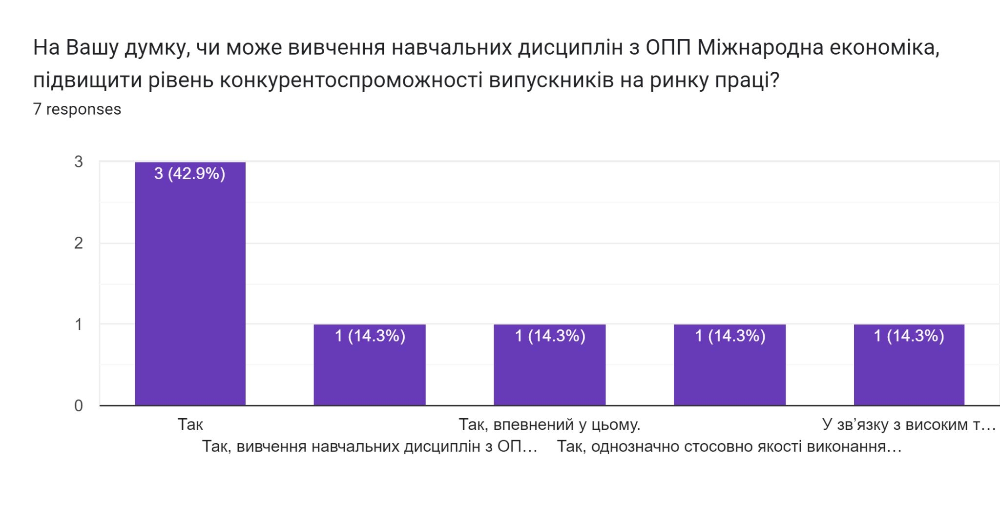 На Вашу думку, чи може вивчення навчальних дисциплін з ОПП Міжнародна економіка,
підвищити рівень конкурентоспроможності випускників на ринку праці?
7 responses
3
3 (42.9%)
2
1
1 (14.3%)
1 (14.3%)
1 (14.3%)
1 (14.3%)
0
Так
Так, впевнений у цьому.
У зв’язку з високим т…
Так, вивчення навчальних дисциплін з ОП…
Так, однозначно стосовно якості виконання…